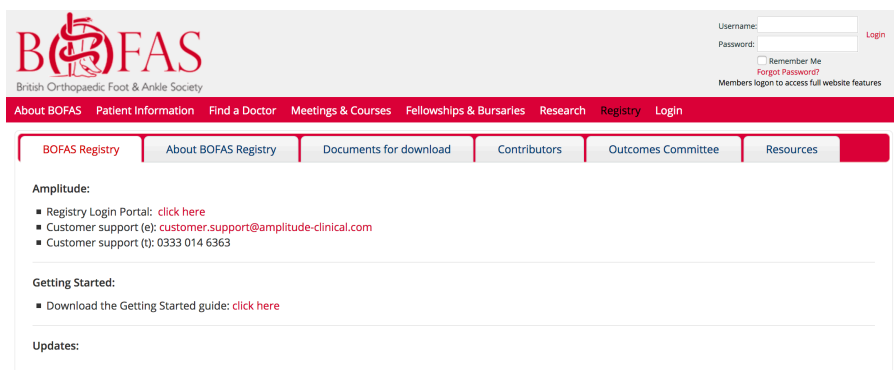 Username:
Login
Password:
Remember Me
Forgot Password?
Members logon to access full website features
BOFAS
British Orthopaedic Foot & Ankle Society
About BOFAS Patient Information Find a Doctor Meetings & Courses Fellowships & Bursaries Research Registry Login
BOFAS Registry About BOFAS Registry Documents for download Contributors Outcomes Committee Resources
Amplitude:
Registry Login Portal: click here
Customer support (e): customer.support@amplitude-clinical.com
Customer support (t): 0333 014 6363
Getting Started:
Download the Getting Started guide: click here
Updates: